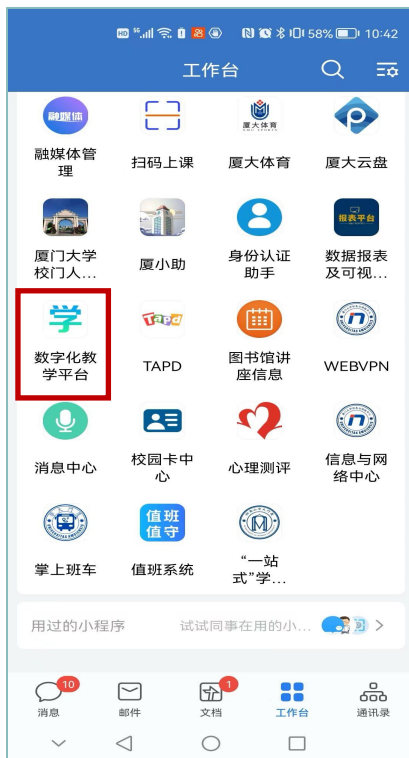 HD 5G 58% 10:42
工作台
融媒体
厦大体育
融媒体管
理
扫码上课
厦大体育
厦大云盘
报表平台
厦门大学
校门人...
厦小助
身份认证
助手
数据报表
及可视...
学
Tapd
数字化教
学平台
TAPD
图书馆讲
座信息
WEBVPN
消息中心
校园卡中
心
心理测评
信息与网
络中心
值班
值守
掌上班车
值班系统
“一站
式”学...
用过的小程序
试试同事在用的小...
10
1
消息
邮件
文档
工作台
通讯录